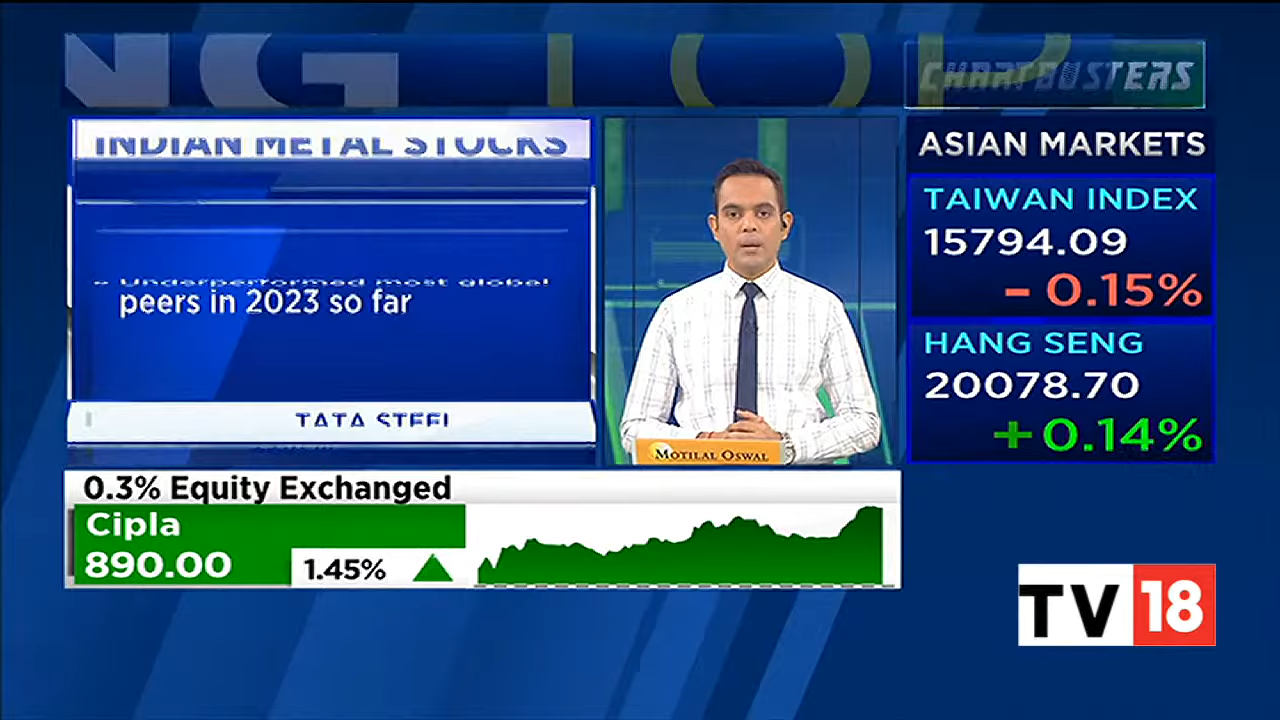 NG TOP
CHARTBUSTERS
INDIAN METAL STOCKS
Underperformed most global
peers in 2023 so far
TATA STEEL
MOTILAL OSWAL
ASIAN MARKETS
TAIWAN INDEX
15794.09
- 0.15%
HANG SENG
20078.70
+ 0.14%
0.3% Equity Exchanged
Cipla
890.00
1.45%
TV18